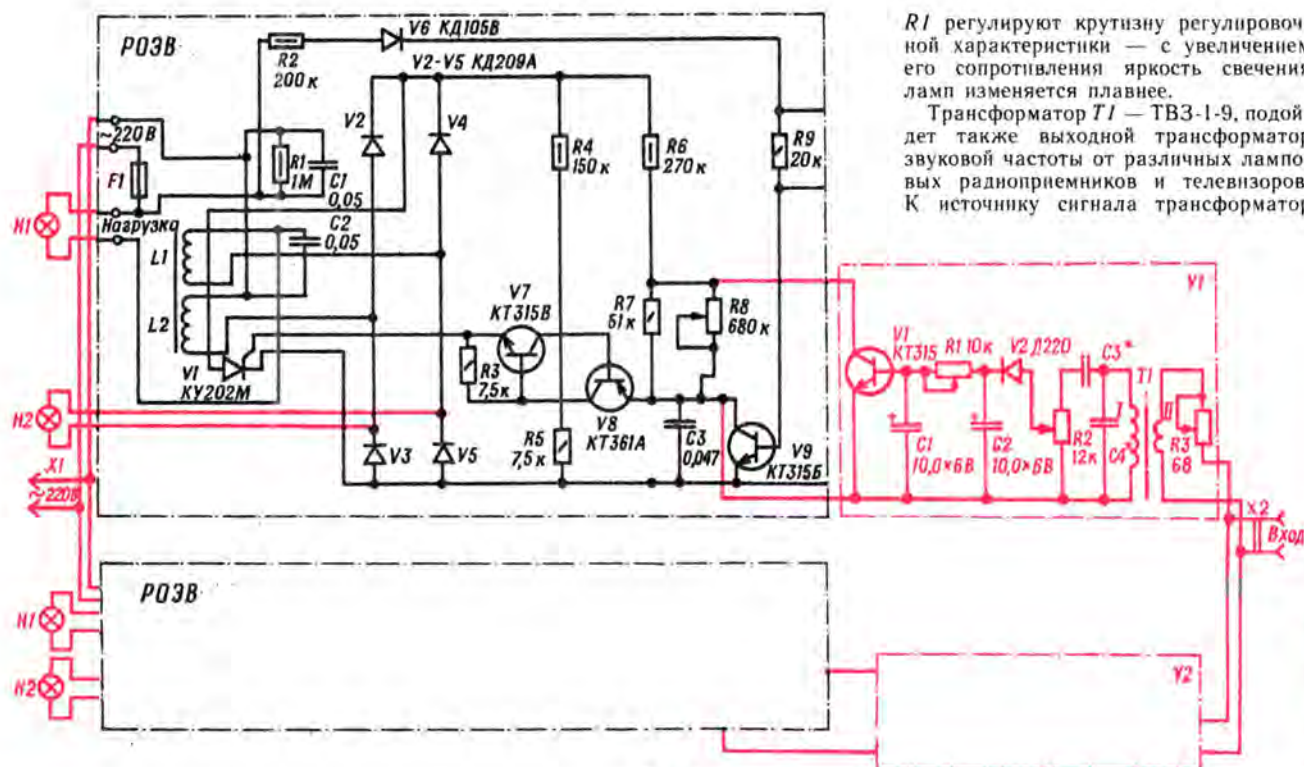 R1 регулируют крутизну регулировоч
ной характеристики — с увеличением
его сопротивления яркость свечения
ламп изменяется плавнее.
Трансформатор T1 — ТВЗ-1-9, подой
дет также выходной трансформатор
звуковой частоты от различных лампо
вых радиоприемников и телевизоров
К источнику сигнала трансформатор
РОЭВ
R2
200 к
V6 КД105В
V2-V5 КД209А
~220В
F1
R1
1М
C1
0,05
V2
V4
R4
150 к
R6
270 к
R9
20 к
H1
Нагрузка
C2
0,05
L1
L2
V7
КТ315В
R7
51 к
R8
680 к
У1
V1
КТ315
R1 10к
V2 Д220
C3*
T1
V1
КУ202М
R3
7,5 к
V8
КТ361А
I
II
C1
10,0×6В
C2
10,0×6В
R2
12к
C4*
R3
68
H2
V3
V5
R5
7,5 к
C3
0,047
V9
КТ315Б
X1
~220В
X2
Вход
РОЭВ
H1
H2
У2